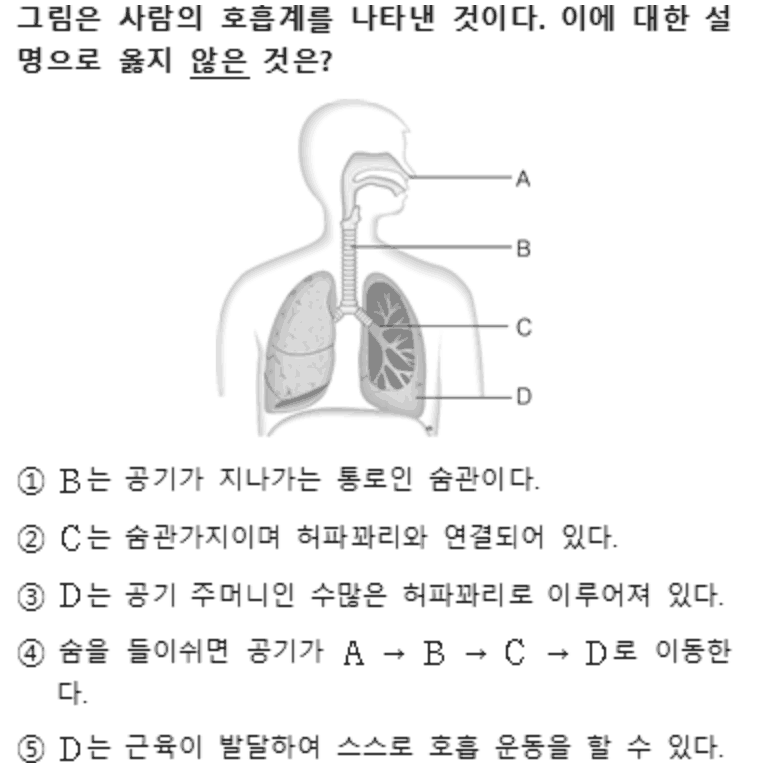 그림은 사람의 호흡계를 나타낸 것이다. 이에 대한 설
명으로 옳지 않은 것은?
A
B
C
D
① B는 공기가 지나가는 통로인 숨관이다.
② C는 숨관가지이며 허파꽈리와 연결되어 있다.
③ D는 공기 주머니인 수많은 허파꽈리로 이루어져 있다.
④ 숨을 들이쉬면 공기가 A → B → C → D로 이동한
다.
⑤ D는 근육이 발달하여 스스로 호흡 운동을 할 수 있다.